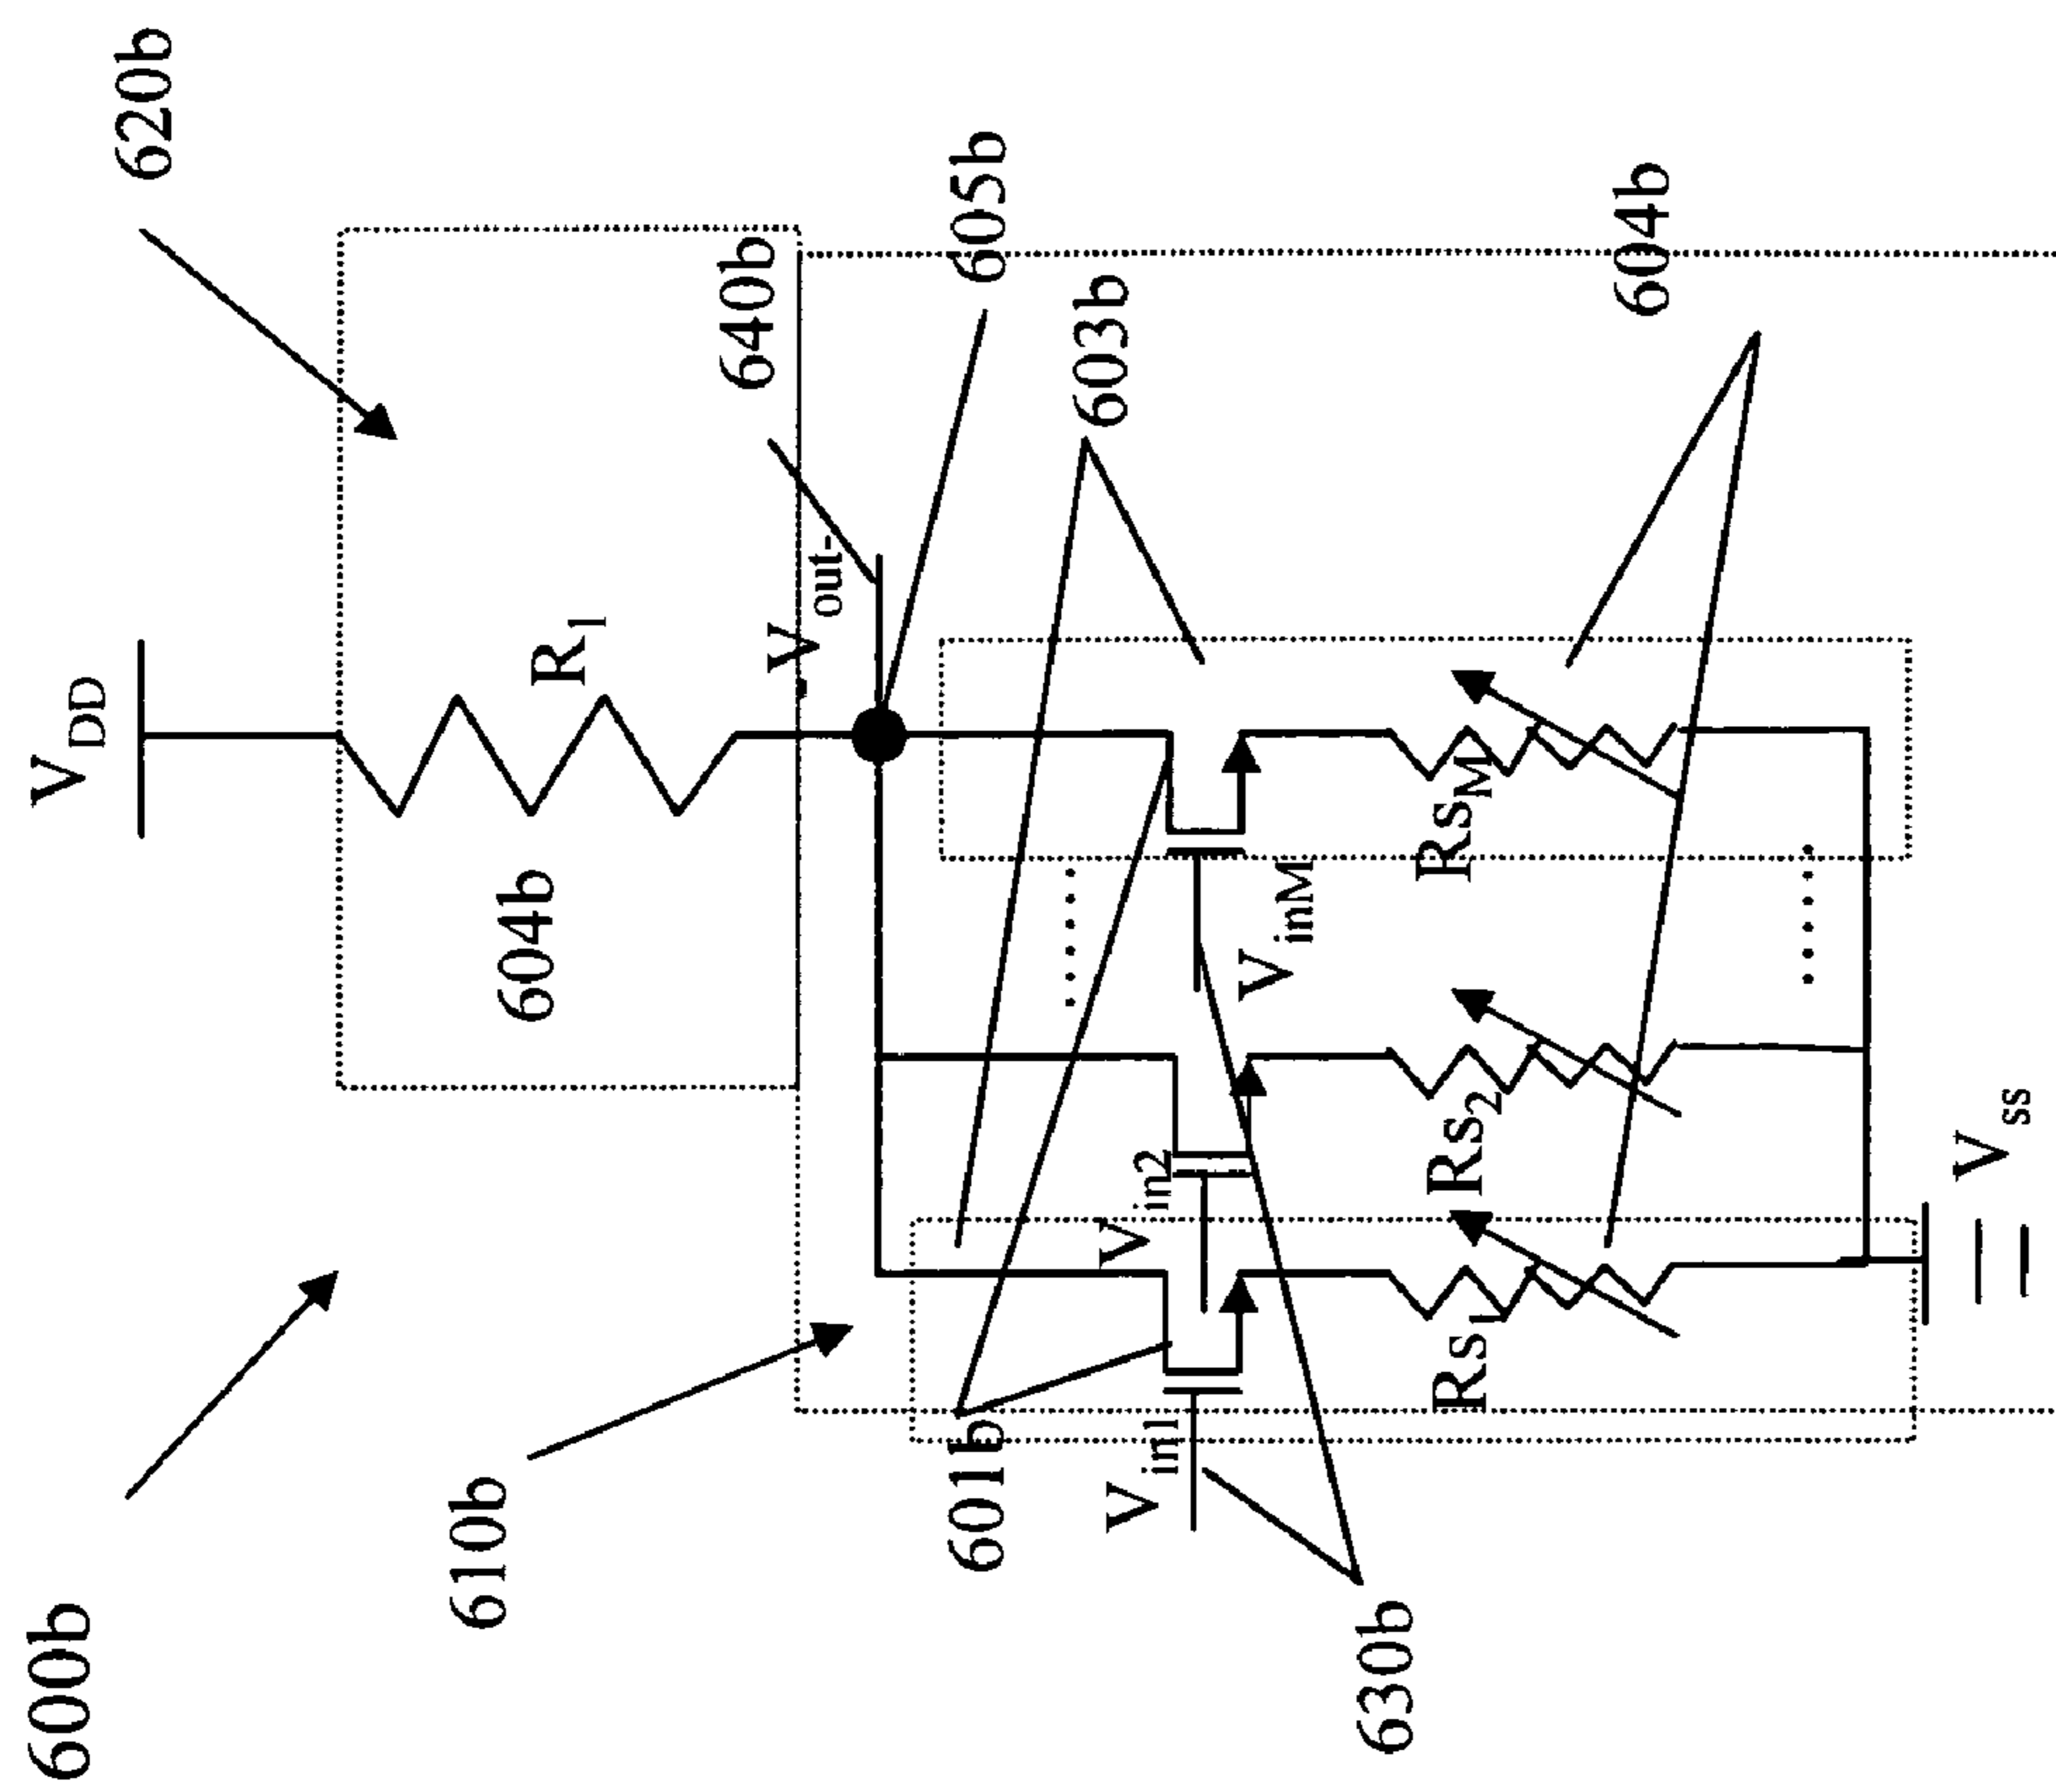 600b
V_DD
620b
604b
R_1
610b
640b
V_out-
605b
603b
601b
V_in1
V_in2
V_inM
630b
Rs_1
Rs_2
Rs_M
604b
V_ss